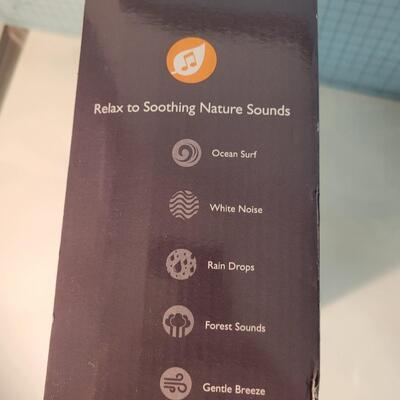 Relax to Soothing Nature Sounds
Ocean Surf
White Noise
Rain Drops
Forest Sounds
Gentle Breeze